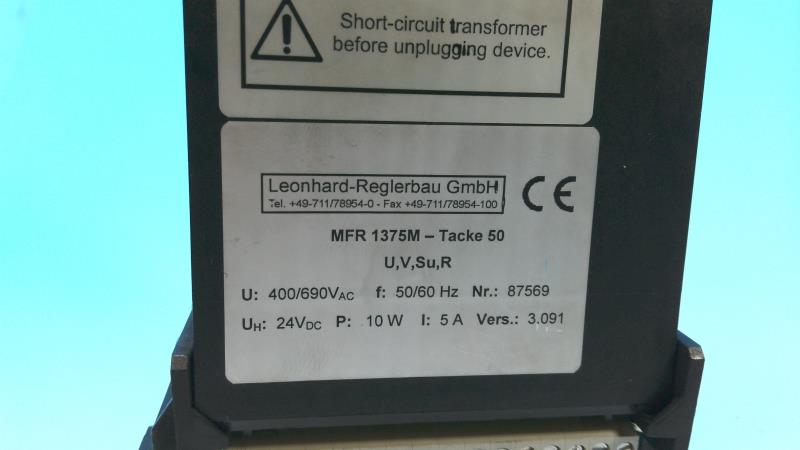 Short-circuit transformer
before unplugging device.
Leonhard-Reglerbau GmbH
Tel. +49-711/78954-0 - Fax +49-711/78954-100
CE
MFR 1375M – Tacke 50
U,V,Su,R
U: 400/690VAC f: 50/60 Hz Nr.: 87569
UH: 24VDC P: 10 W I: 5 A Vers.: 3.091